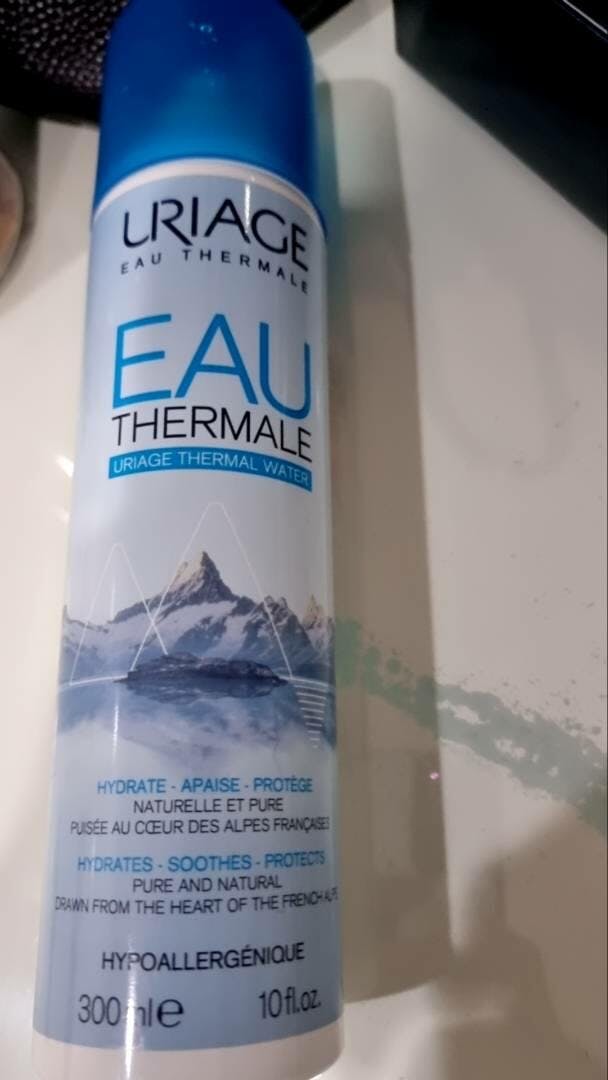 URIAGE
EAU THERMALE
EAU
THERMALE
URIAGE THERMAL WATER
HYDRATE - APAISE - PROTÈGE
NATURELLE ET PURE
PUISÉE AU CŒUR DES ALPES FRANÇAISES
HYDRATES - SOOTHES - PROTECTS
PURE AND NATURAL
DRAWN FROM THE HEART OF THE FRENCH ALPS
HYPOALLERGÉNIQUE
300 ml e 10 fl.oz.